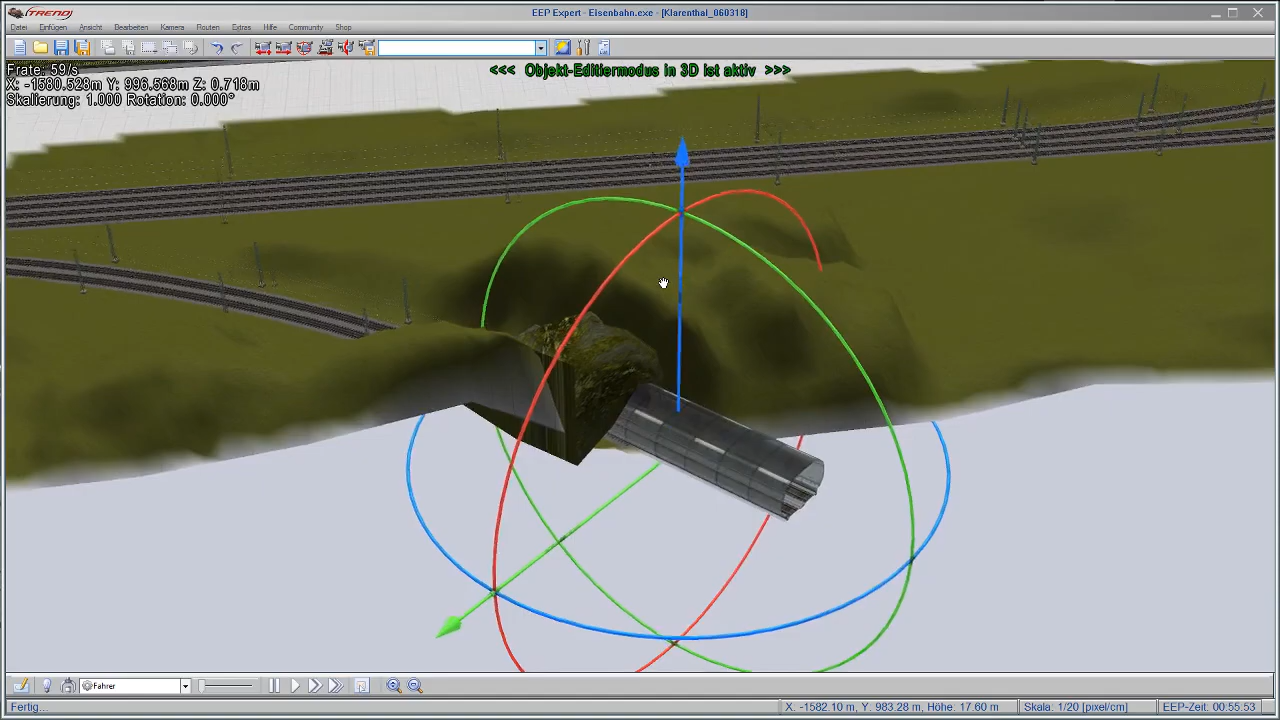 TREND
EEP Expert - Eisenbahn.exe - [Klarenthal_060318]
Datei Einfügen Ansicht Bearbeiten Kamera Routen Extras Hilfe Community Shop
Frate: 59/s
<<< Objekt-Editiermodus in 3D ist aktiv >>>
X: -1580.528m Y: 996.568m Z: 0.718m
Skalierung: 1.000 Rotation: 0.000°
Fahrer
Fertig...
X: -1582.10 m, Y: 983.28 m, Höhe: 17.60 m
Skala: 1/20 [pixel/cm]
EEP-Zeit: 00:55:53